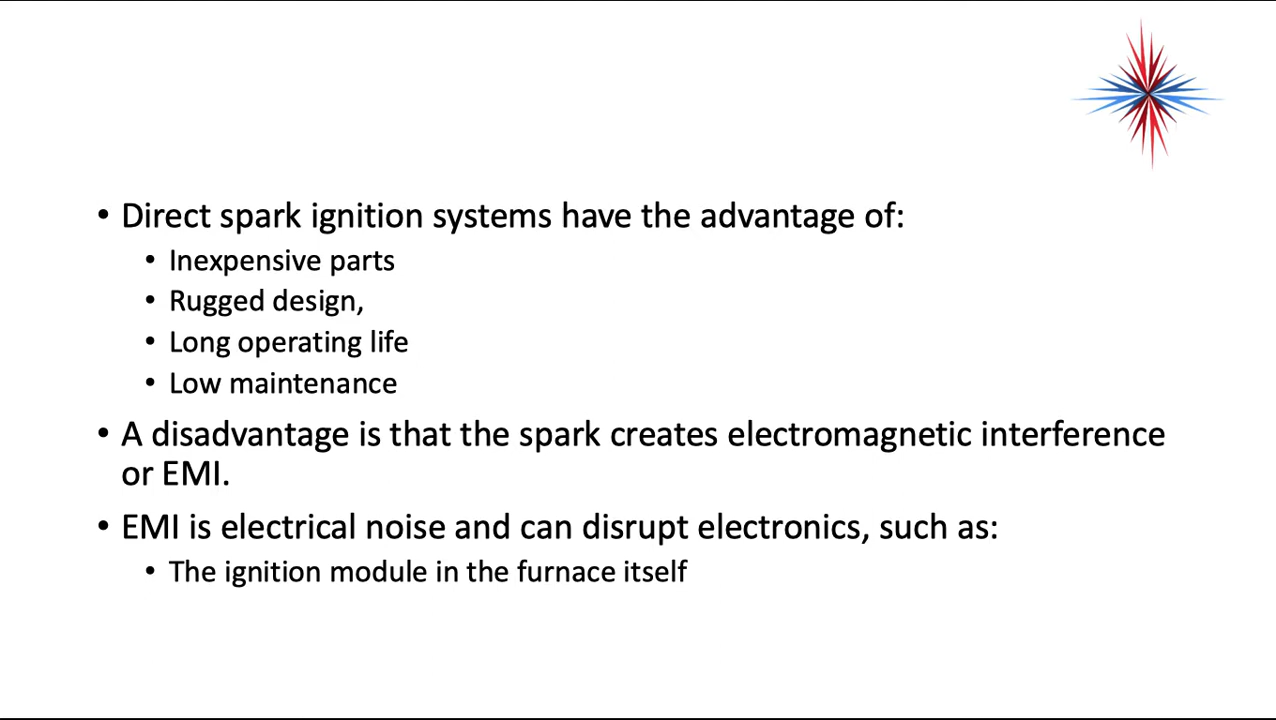 • Direct spark ignition systems have the advantage of:
• Inexpensive parts
• Rugged design,
• Long operating life
• Low maintenance
• A disadvantage is that the spark creates electromagnetic interference
or EMI.
• EMI is electrical noise and can disrupt electronics, such as:
• The ignition module in the furnace itself